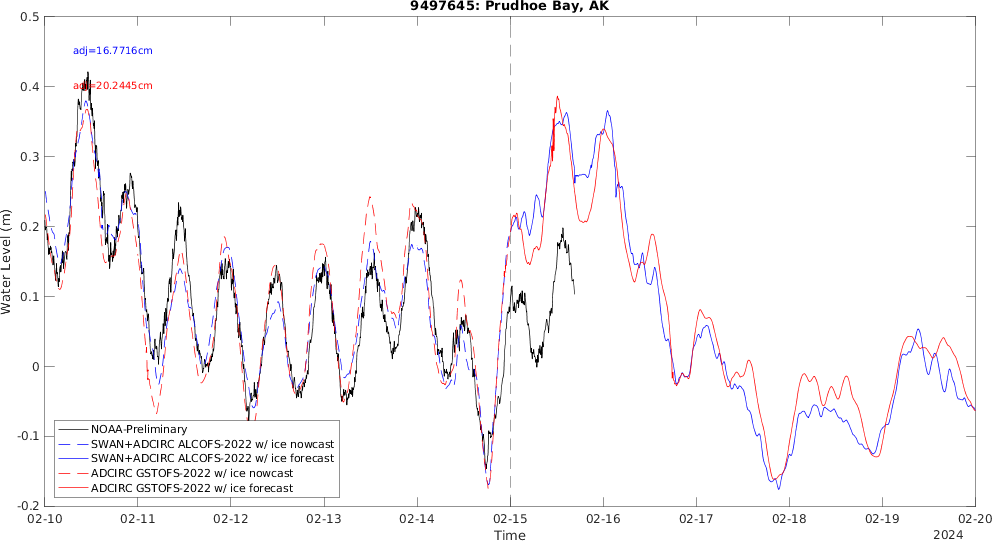 9497645: Prudhoe Bay, AK
0.5
adj=16.7716cm
adj=20.2445cm
0.4
0.3
0.2
0.1
0
-0.1
-0.2
Water Level (m)
NOAA-Preliminary
SWAN+ADCIRC ALCOFS-2022 w/ ice nowcast
SWAN+ADCIRC ALCOFS-2022 w/ ice forecast
ADCIRC GSTOFS-2022 w/ ice nowcast
ADCIRC GSTOFS-2022 w/ ice forecast
02-10 02-11 02-12 02-13 02-14 02-15 02-16 02-17 02-18 02-19 02-20
Time
2024